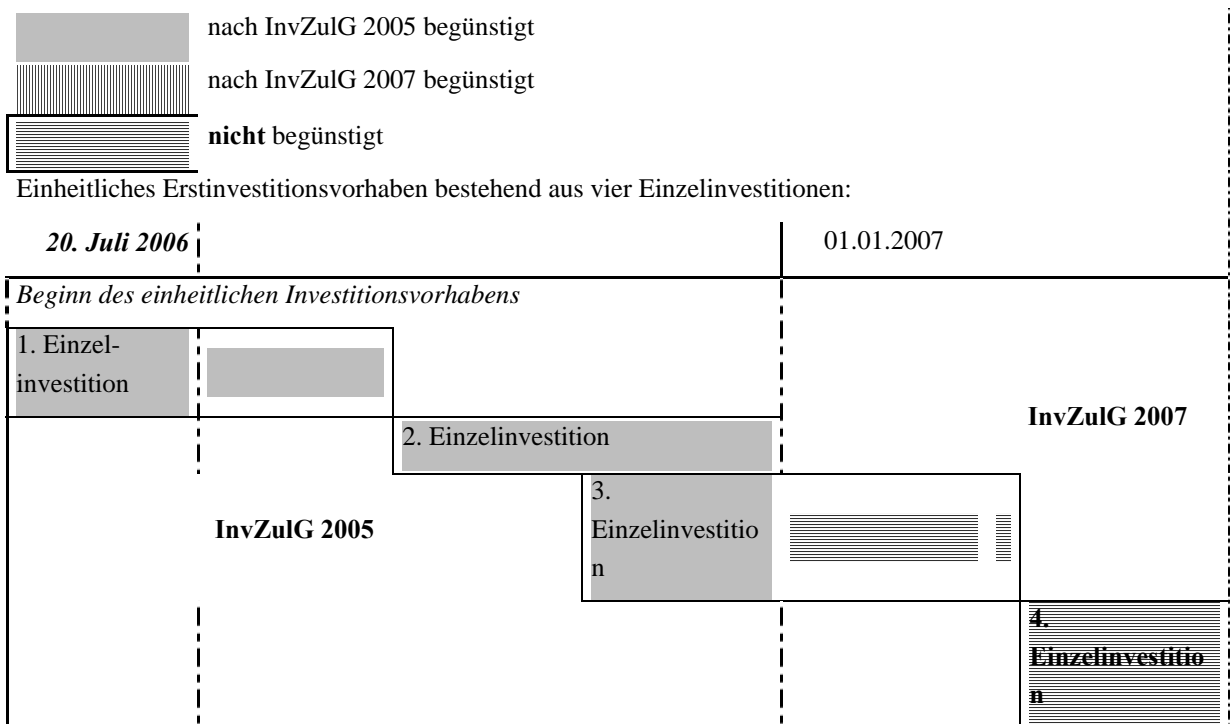 nach InvZulG 2005 begünstigt
nach InvZulG 2007 begünstigt
nicht begünstigt
Einheitliches Erstinvestitionsvorhaben bestehend aus vier Einzelinvestitionen:
20. Juli 2006
01.01.2007
Beginn des einheitlichen Investitionsvorhabens
1. Einzel-
investition
InvZulG 2007
2. Einzelinvestition
InvZulG 2005
3.
Einzelinvestitio
n
4.
Einzelinvestitio
n